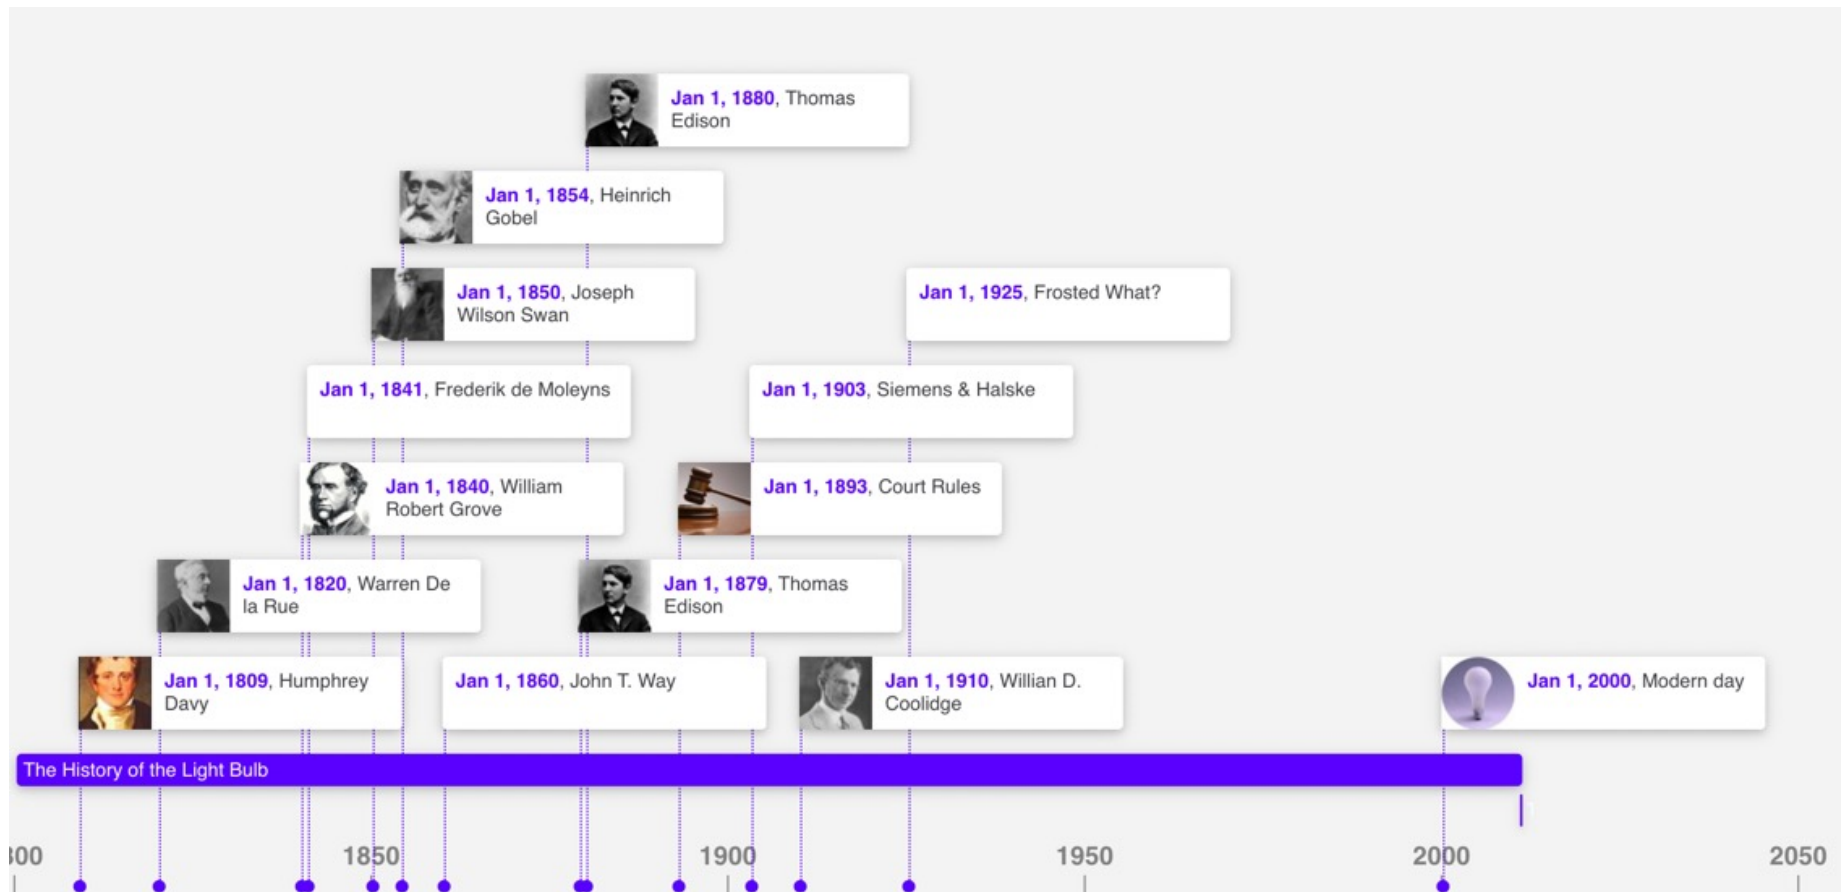 Jan 1, 1880, Thomas
Edison
Jan 1, 1854, Heinrich
Gobel
Jan 1, 1850, Joseph
Wilson Swan
Jan 1, 1925, Frosted What?
Jan 1, 1841, Frederik de Moleyns
Jan 1, 1903, Siemens & Halske
Jan 1, 1840, William
Robert Grove
Jan 1, 1893, Court Rules
Jan 1, 1820, Warren De
la Rue
Jan 1, 1879, Thomas
Edison
Jan 1, 1809, Humphrey
Davy
Jan 1, 1860, John T. Way
Jan 1, 1910, Willian D.
Coolidge
Jan 1, 2000, Modern day
The History of the Light Bulb
1850
1900
1950
2000
2050